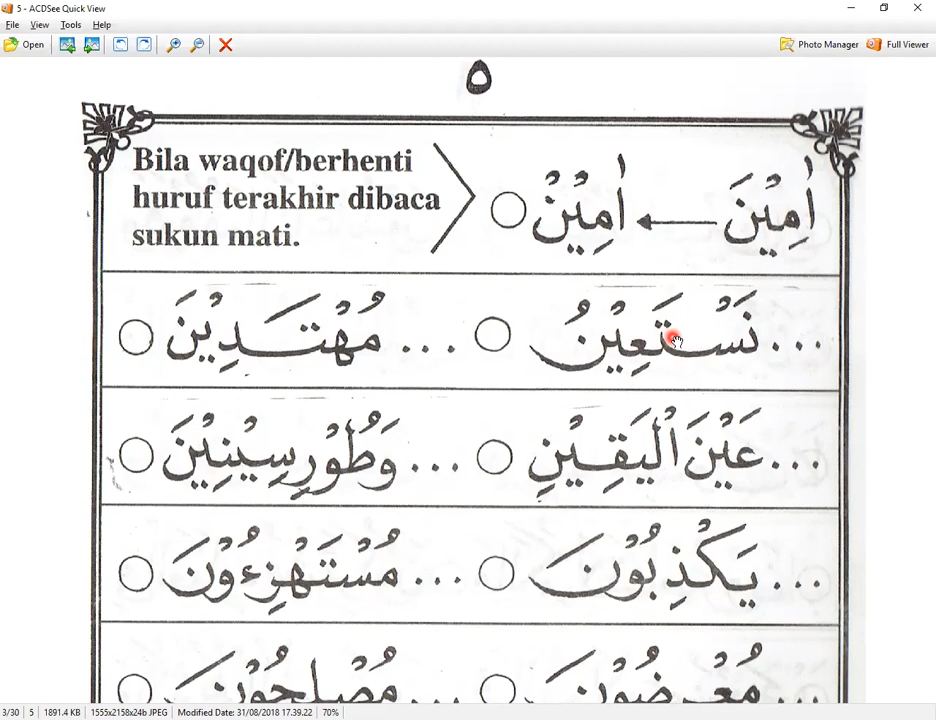 5 - ACDSee Quick View
File View Tools Help
Open Photo Manager Full Viewer
٥
Bila waqof/berhenti
huruf terakhir dibaca
sukun mati.
اٰمِيْنَ ← اٰمِيْنْ
... نَسْتَعِيْنُ ... مُهْتَدِيْنَ
... عَيْنَ الْيَقِيْنِ ... وَطُوْرِ سِيْنِيْنَ
... يَكْذِبُوْنَ ... مُسْتَهْزِءُوْنَ
... مُعْرِضُوْنَ ... مُصْلِحُوْنَ
3/30 5 1891.4 KB 1555x2158x24b JPEG Modified Date: 31/08/2018 17.39.22 70%